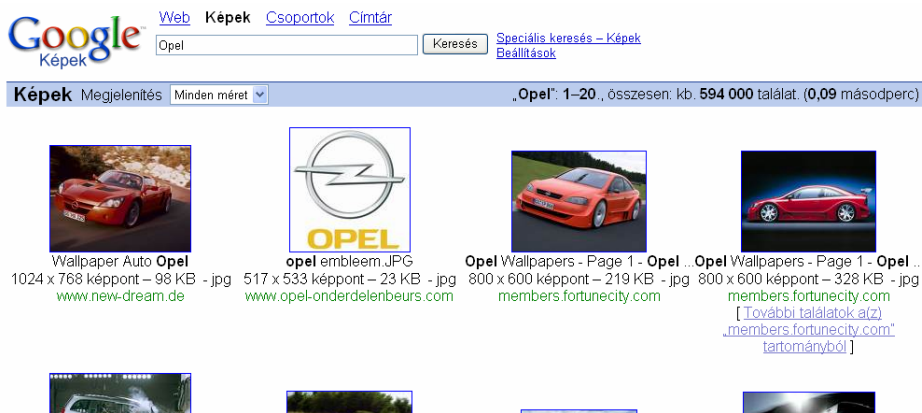 Google
Képek
Web Képek Csoportok Címtár
Opel
Keresés
Speciális keresés – Képek
Beállítások
Képek Megjelenítés Minden méret
„Opel”: 1–20., összesen: kb. 594 000 találat. (0,09 másodperc)
OPEL
Wallpaper Auto Opel
1024 x 768 képpont – 98 KB - jpg
www.new-dream.de
opel embleem.JPG
517 x 533 képpont – 23 KB - jpg
www.opel-onderdelenbeurs.com
Opel Wallpapers - Page 1 - Opel ...
800 x 600 képpont – 219 KB - jpg
members.fortunecity.com
Opel Wallpapers - Page 1 - Opel ...
800 x 600 képpont – 328 KB - jpg
members.fortunecity.com
[ További találatok a(z)
„members.fortunecity.com”
tartományból ]